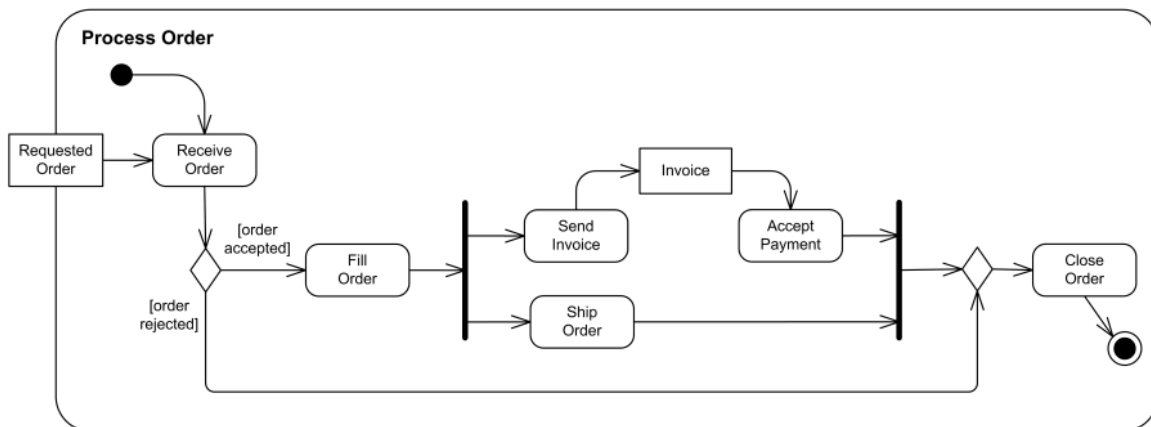 Process Order
Requested
Order
Receive
Order
[order
accepted]
[order
rejected]
Fill
Order
Send
Invoice
Invoice
Accept
Payment
Ship
Order
Close
Order